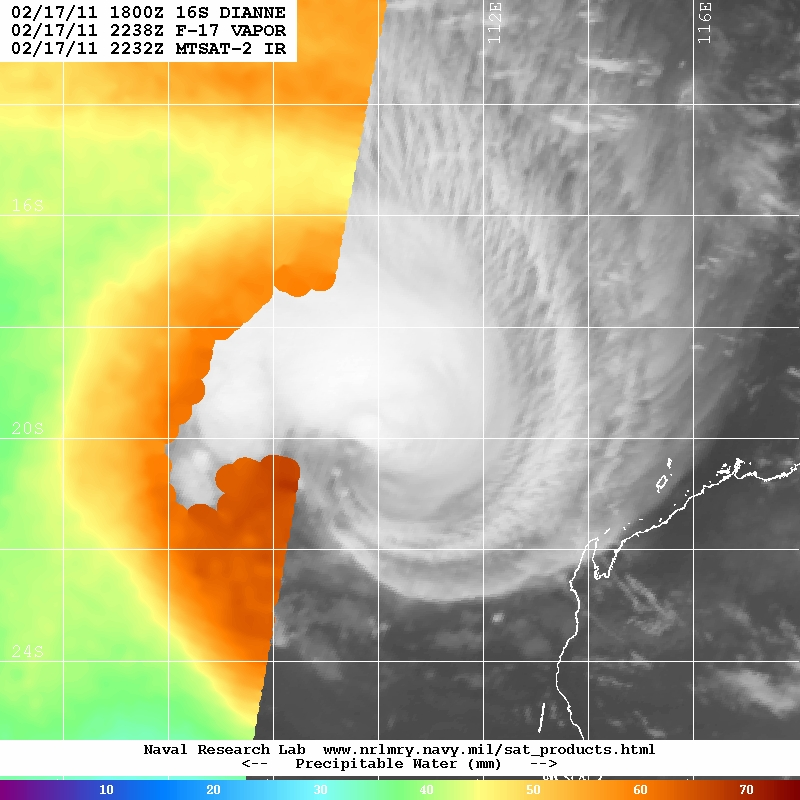 02/17/11 1800Z 16S DIANNE
02/17/11 2238Z F-17 VAPOR
02/17/11 2232Z MTSAT-2 IR
112E
116E
16S
20S
24S
Naval Research Lab www.nrlmry.navy.mil/sat_products.html
<-- Precipitable Water (mm) -->
10 20 30 40 50 60 70